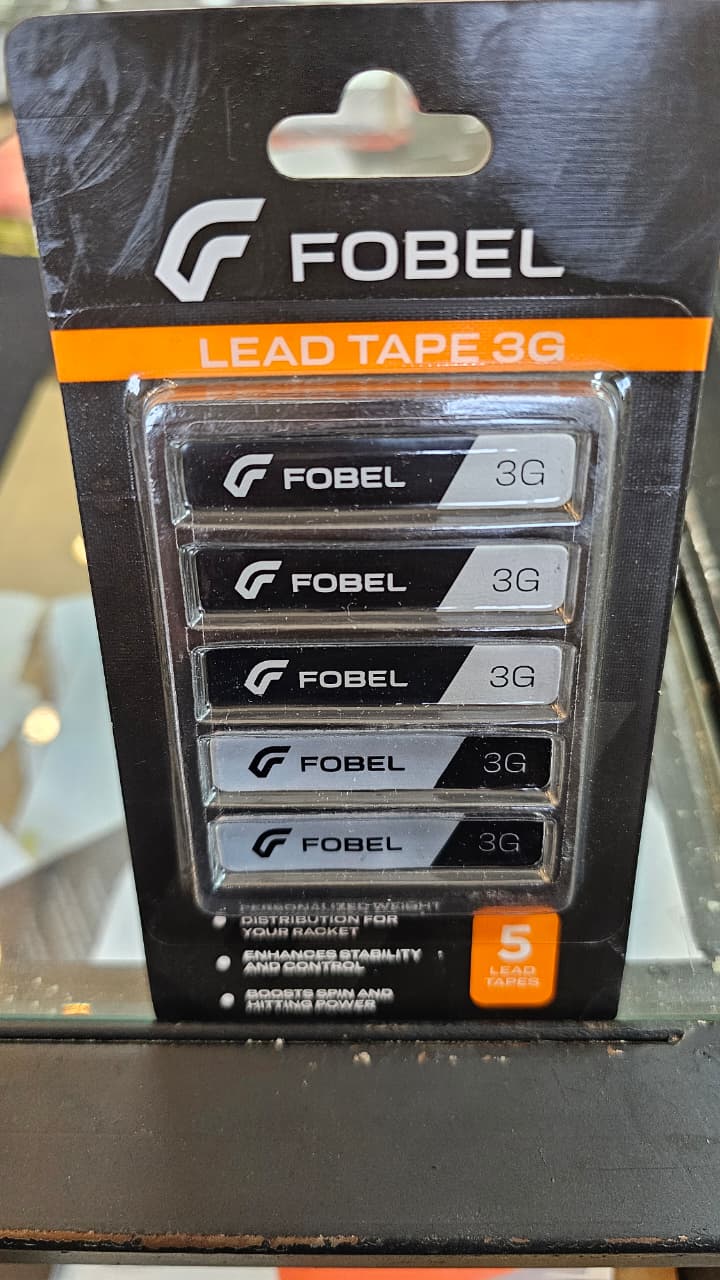 FOBEL
LEAD TAPE 3G
FOBEL 3G
FOBEL 3G
FOBEL 3G
FOBEL 3G
FOBEL 3G
PERSONALIZED WEIGHT
DISTRIBUTION FOR
YOUR RACKET
ENHANCES STABILITY
AND CONTROL
BOOSTS SPIN AND
HITTING POWER
5
LEAD
TAPES